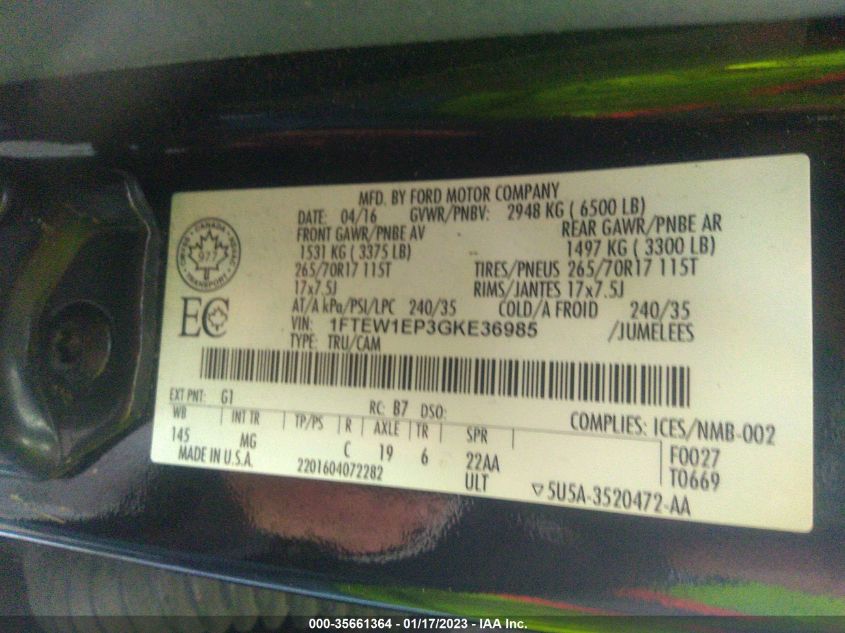 MFD. BY FORD MOTOR COMPANY
DATE: 04/16 GVWR/PNBV: 2948 KG ( 6500 LB)
FRONT GAWR/PNBE AV REAR GAWR/PNBE AR
1531 KG ( 3375 LB) 1497 KG ( 3300 LB)
265/70R17 115T TIRES/PNEUS 265/70R17 115T
17x7.5J RIMS/JANTES 17x7.5J
AT/A kPa/PSI/LPC 240/35 COLD/A FROID 240/35
VIN: 1FTEW1EP3GKE36985 /JUMELEES
TYPE: TRU/CAM
CANADA
TRANSPORT
EC
EXT PNT: G1 RC: B7 DSO:
WB INT TR TP/PS R AXLE TR SPR COMPLIES: ICES/NMB-002
145 MG C 19 6 22AA F0027
MADE IN U.S.A. 2201604072282 ULT T0669
5U5A-3520472-AA
000-35661364 - 01/17/2023 - IAA Inc.